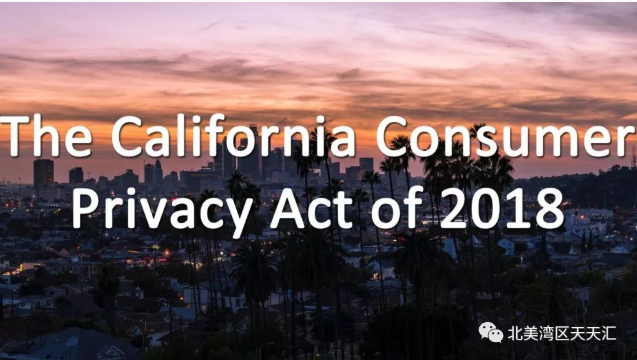 The California Consumer
Privacy Act of 2018
北美湾区天天汇